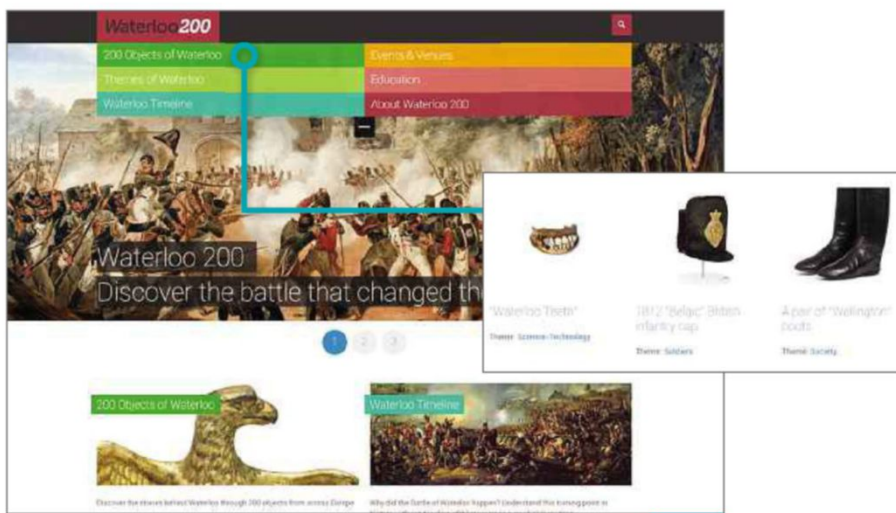 Waterloo200
200 Objects of Waterloo
Events & Venues
Themes of Waterloo
Education
Waterloo Timeline
About Waterloo 200
Waterloo 200
Discover the battle that changed the
1 2 3
"Waterloo Teeth"
Theme: Science-Technology
1812 "Belgic" British
infantry cap
Theme: Soldiers
A pair of "Wellington"
boots
Theme: Society
200 Objects of Waterloo
Waterloo Timeline
Discover the stories behind Waterloo through 200 objects from across Europe
Why did the Battle of Waterloo happen? Understand this turning point in